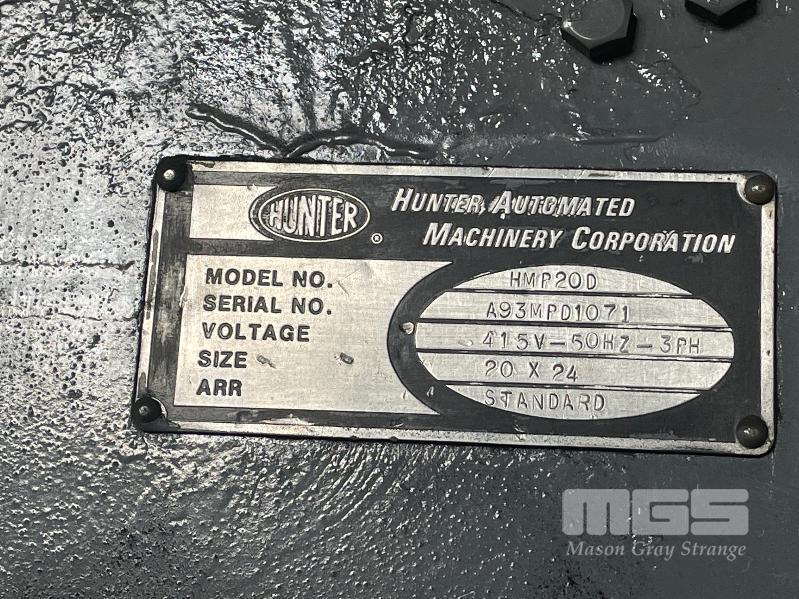 HUNTER ®
HUNTER AUTOMATED
MACHINERY CORPORATION
MODEL NO. HMP20D
SERIAL NO. A93MPD1071
VOLTAGE 415V-50HZ-3PH
SIZE 20 X 24
ARR STANDARD
MGS
Mason Gray Strange